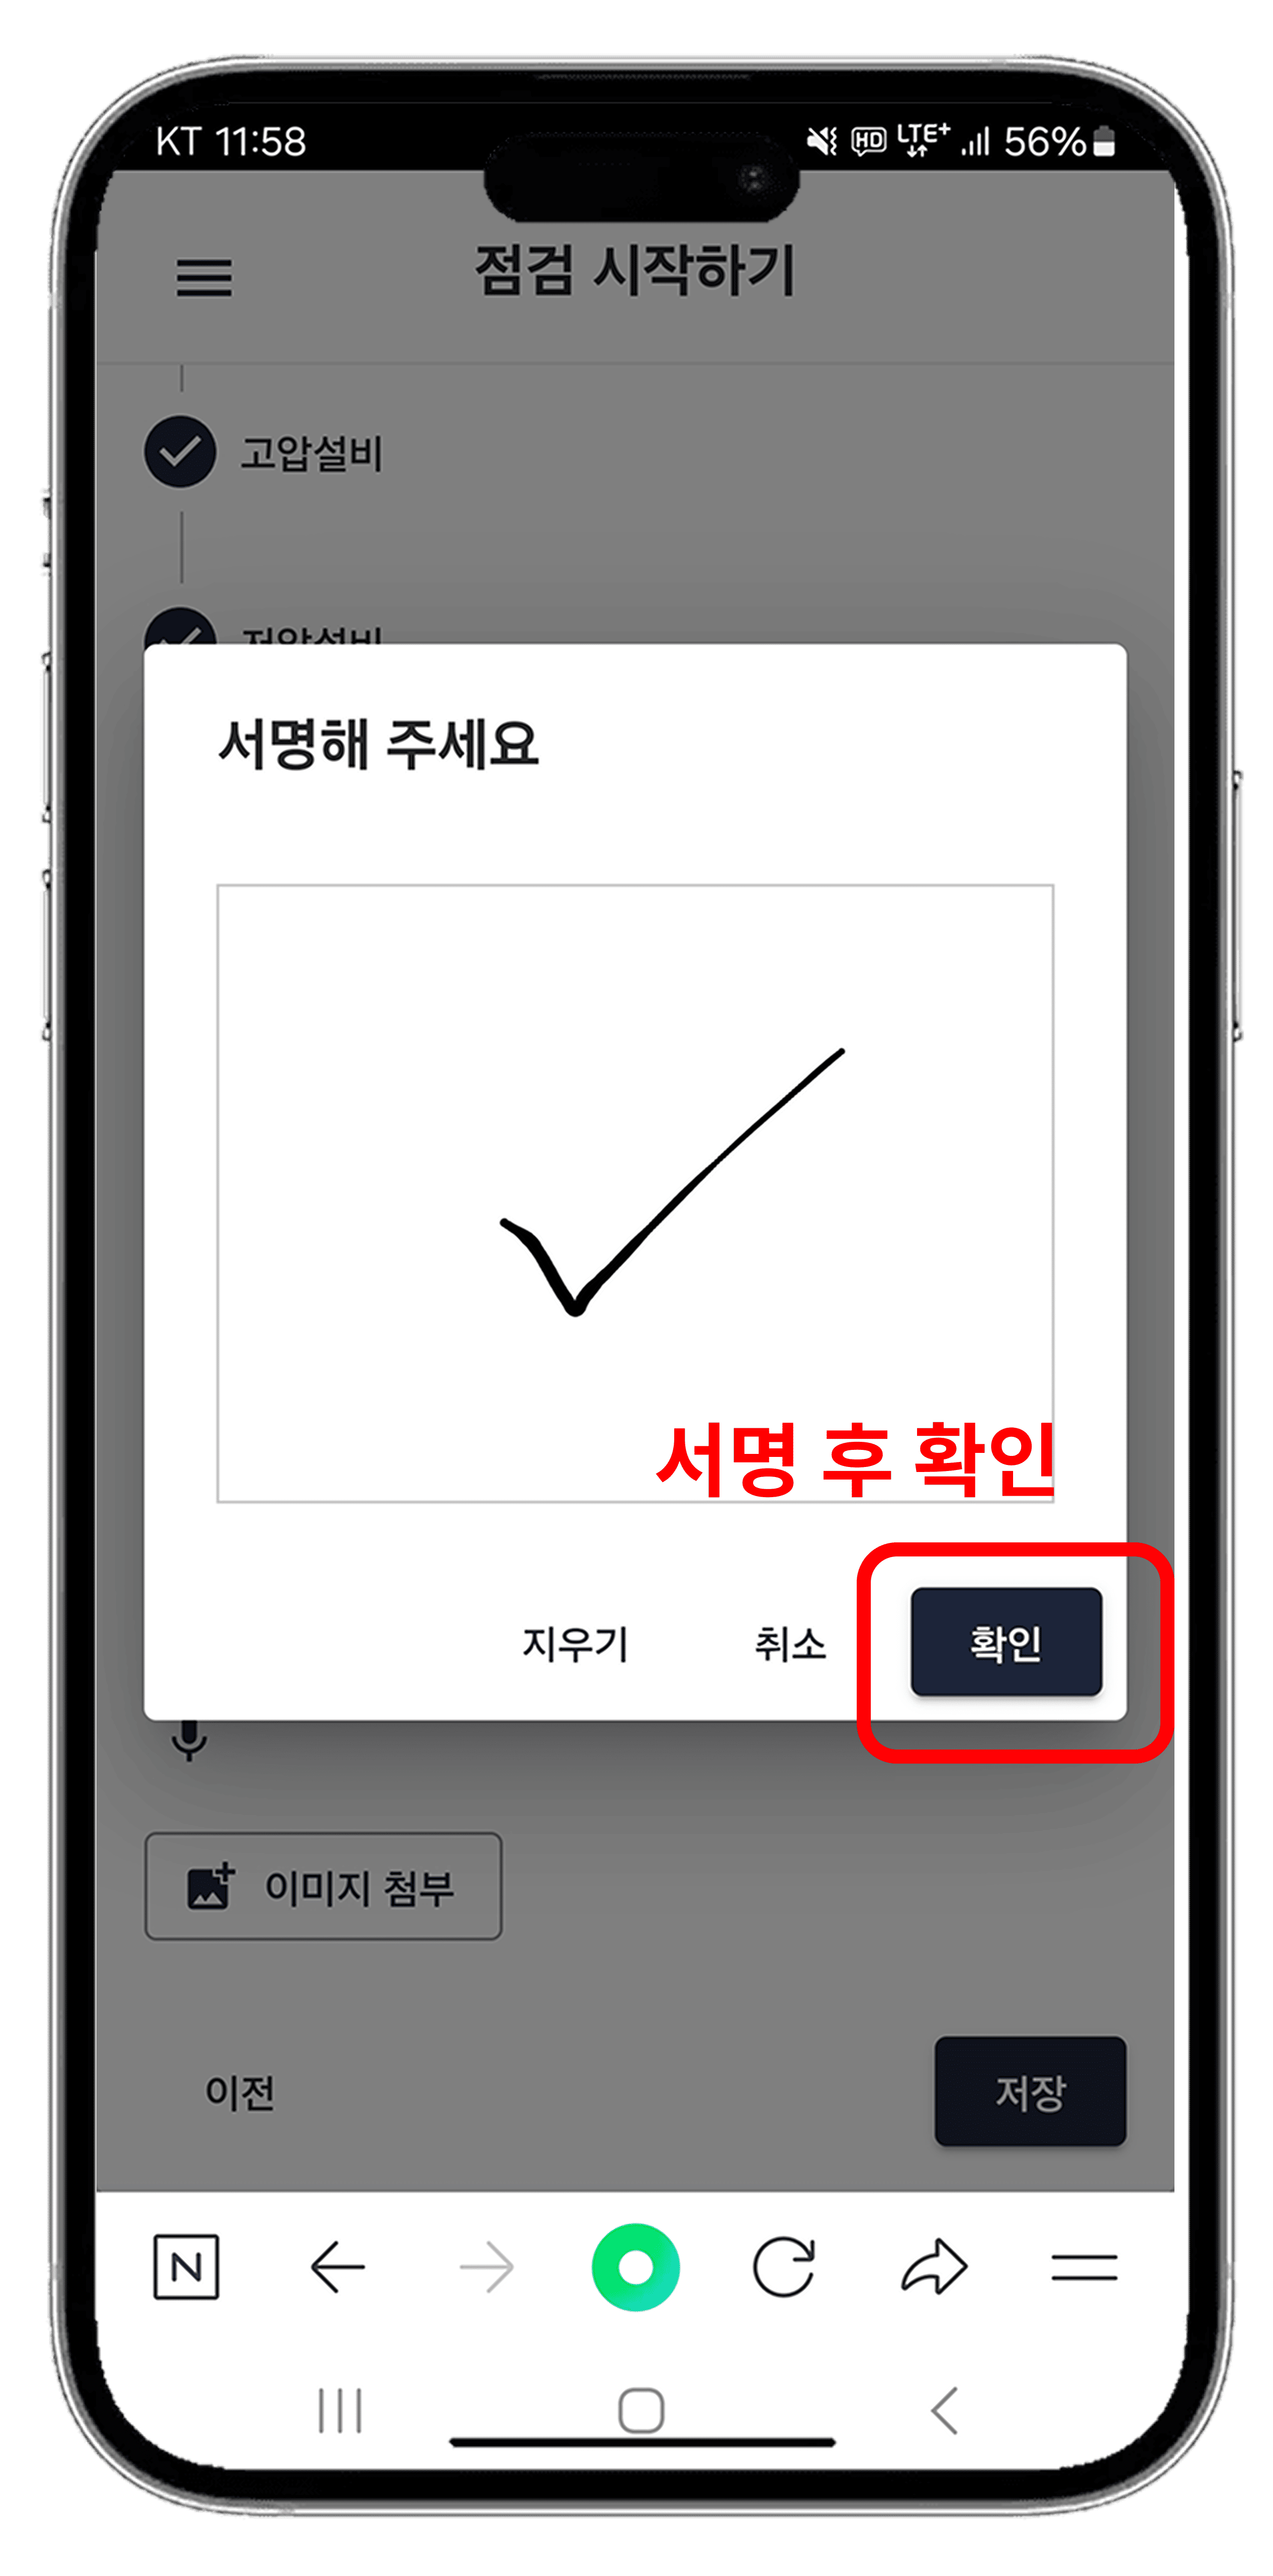 KT 11:58 HD LTE+ 56%
점검 시작하기
고압설비
저압설비
서명해 주세요
서명 후 확인
지우기 취소 확인
이미지 첨부
이전 저장
N